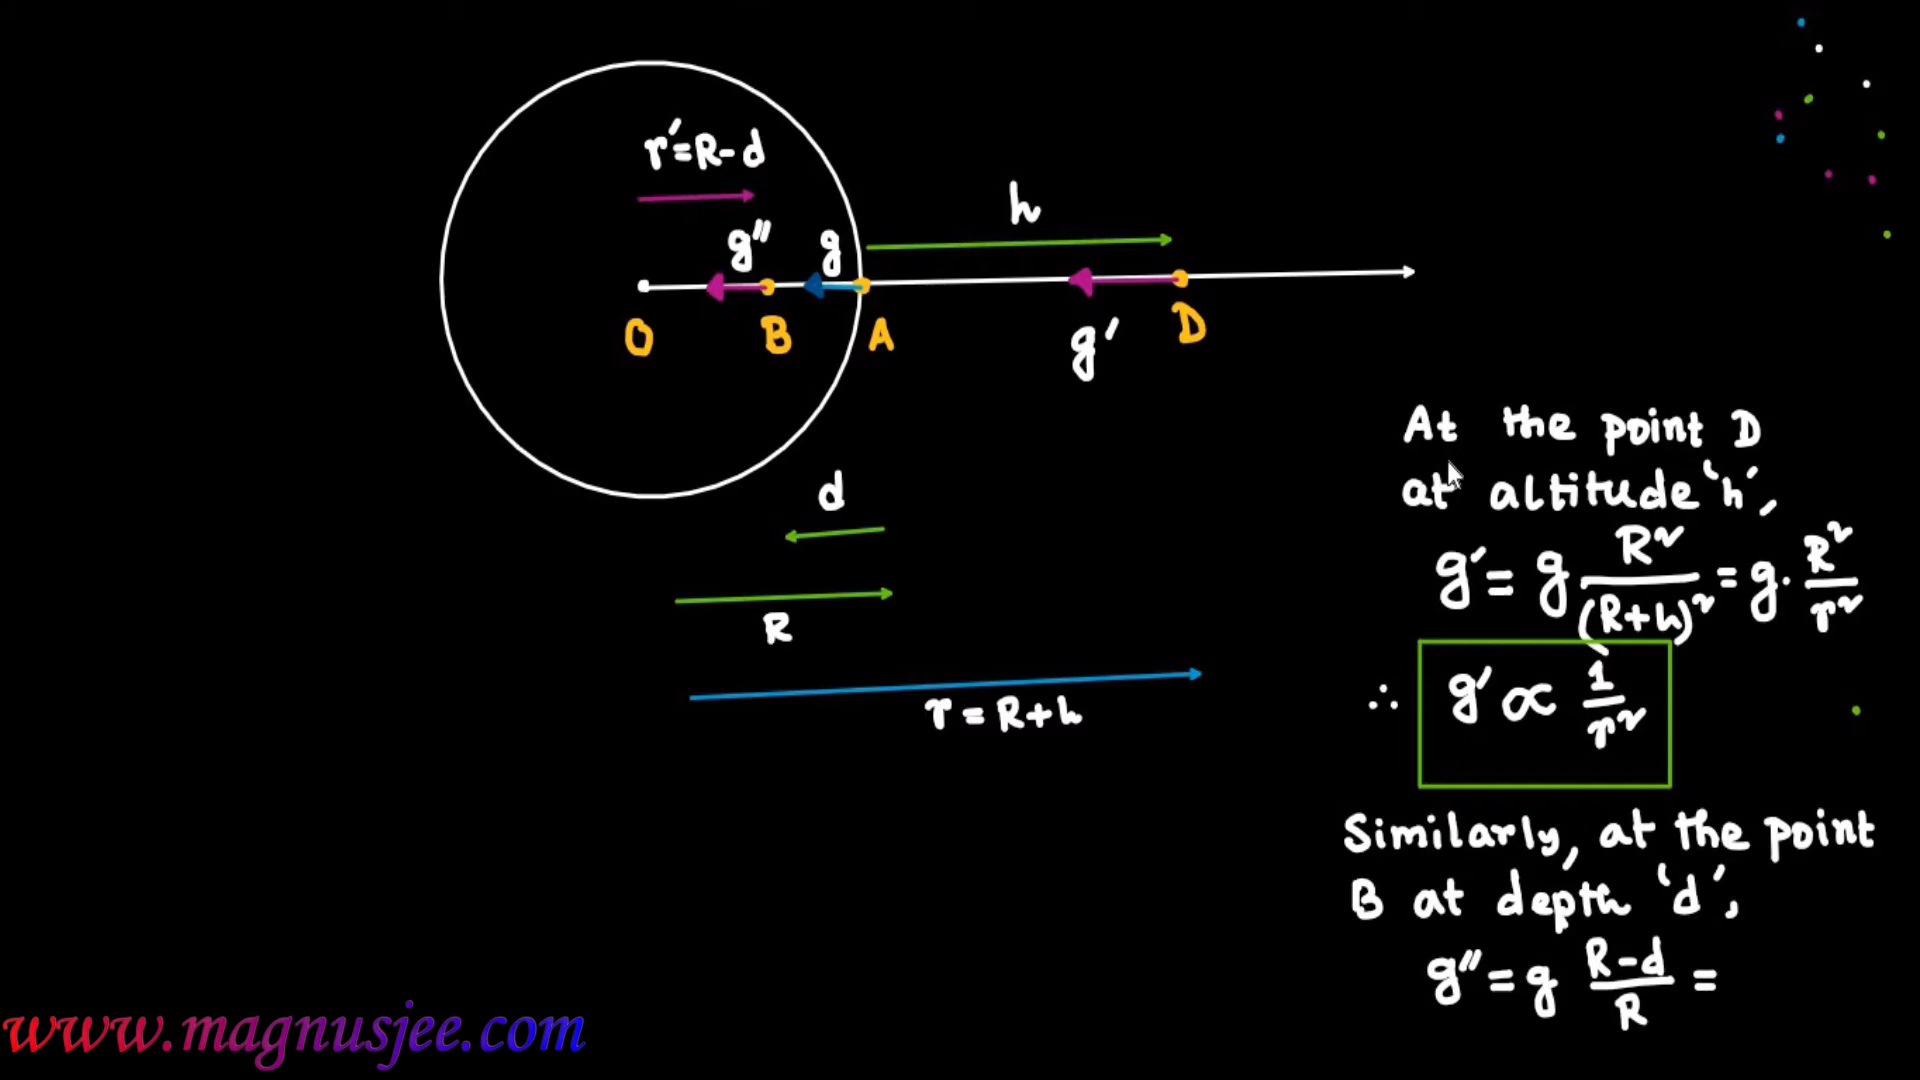 r′=R-d
h
g″
g
O
B
A
g′
D
d
R
r=R+h
At the point D
at altitude ‘h’,
g′= g R²/(R+h)² = g. R²/r²
∴ g′ ∝ 1/r²
Similarly, at the point
B at depth ‘d’,
g″= g R-d/R =
www.magnusjee.com